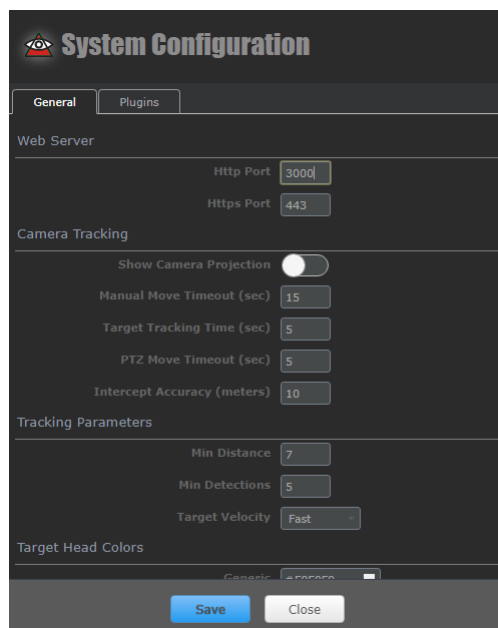 System Configuration
General Plugins
Web Server
Http Port 3000
Https Port 443
Camera Tracking
Show Camera Projection
Manual Move Timeout (sec) 15
Target Tracking Time (sec) 5
PTZ Move Timeout (sec) 5
Intercept Accuracy (meters) 10
Tracking Parameters
Min Distance 7
Min Detections 5
Target Velocity Fast
Target Head Colors
Generic
Save Close